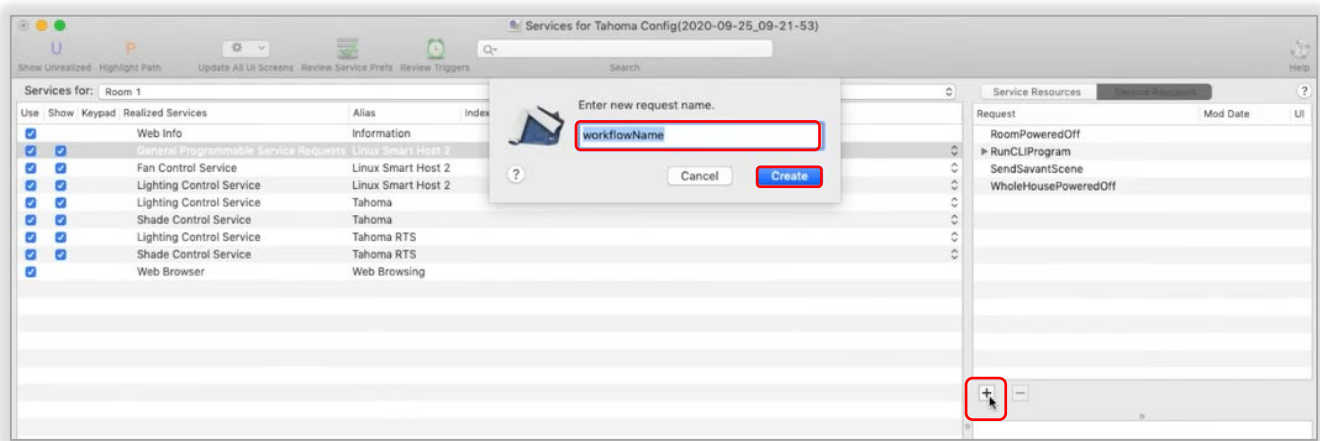 Services for Tahoma Config(2020-09-25_09-21-53)
U P
Show Unrealized Highlight Path Update All UI Screens Review Service Prefs Review Triggers Search Help
Services for: Room 1
Use Show Keypad Realized Services Alias Index
Web Info Information
General Programmable Service Requests Linux Smart Host 2
Fan Control Service Linux Smart Host 2
Lighting Control Service Linux Smart Host 2
Lighting Control Service Tahoma
Shade Control Service Tahoma
Lighting Control Service Tahoma RTS
Shade Control Service Tahoma RTS
Web Browser Web Browsing
Enter new request name.
workflowName
? Cancel Create
Service Resources Service Requests ?
Request Mod Date UI
RoomPoweredOff
RunCLIProgram
SendSavantScene
WholeHousePoweredOff
+ −